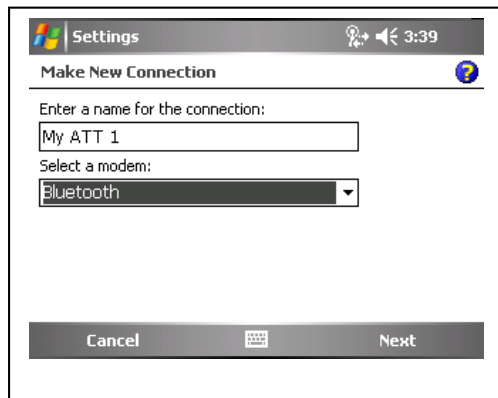 Settings 3:39
Make New Connection ?
Enter a name for the connection:
My ATT 1
Select a modem:
Bluetooth
Cancel Next